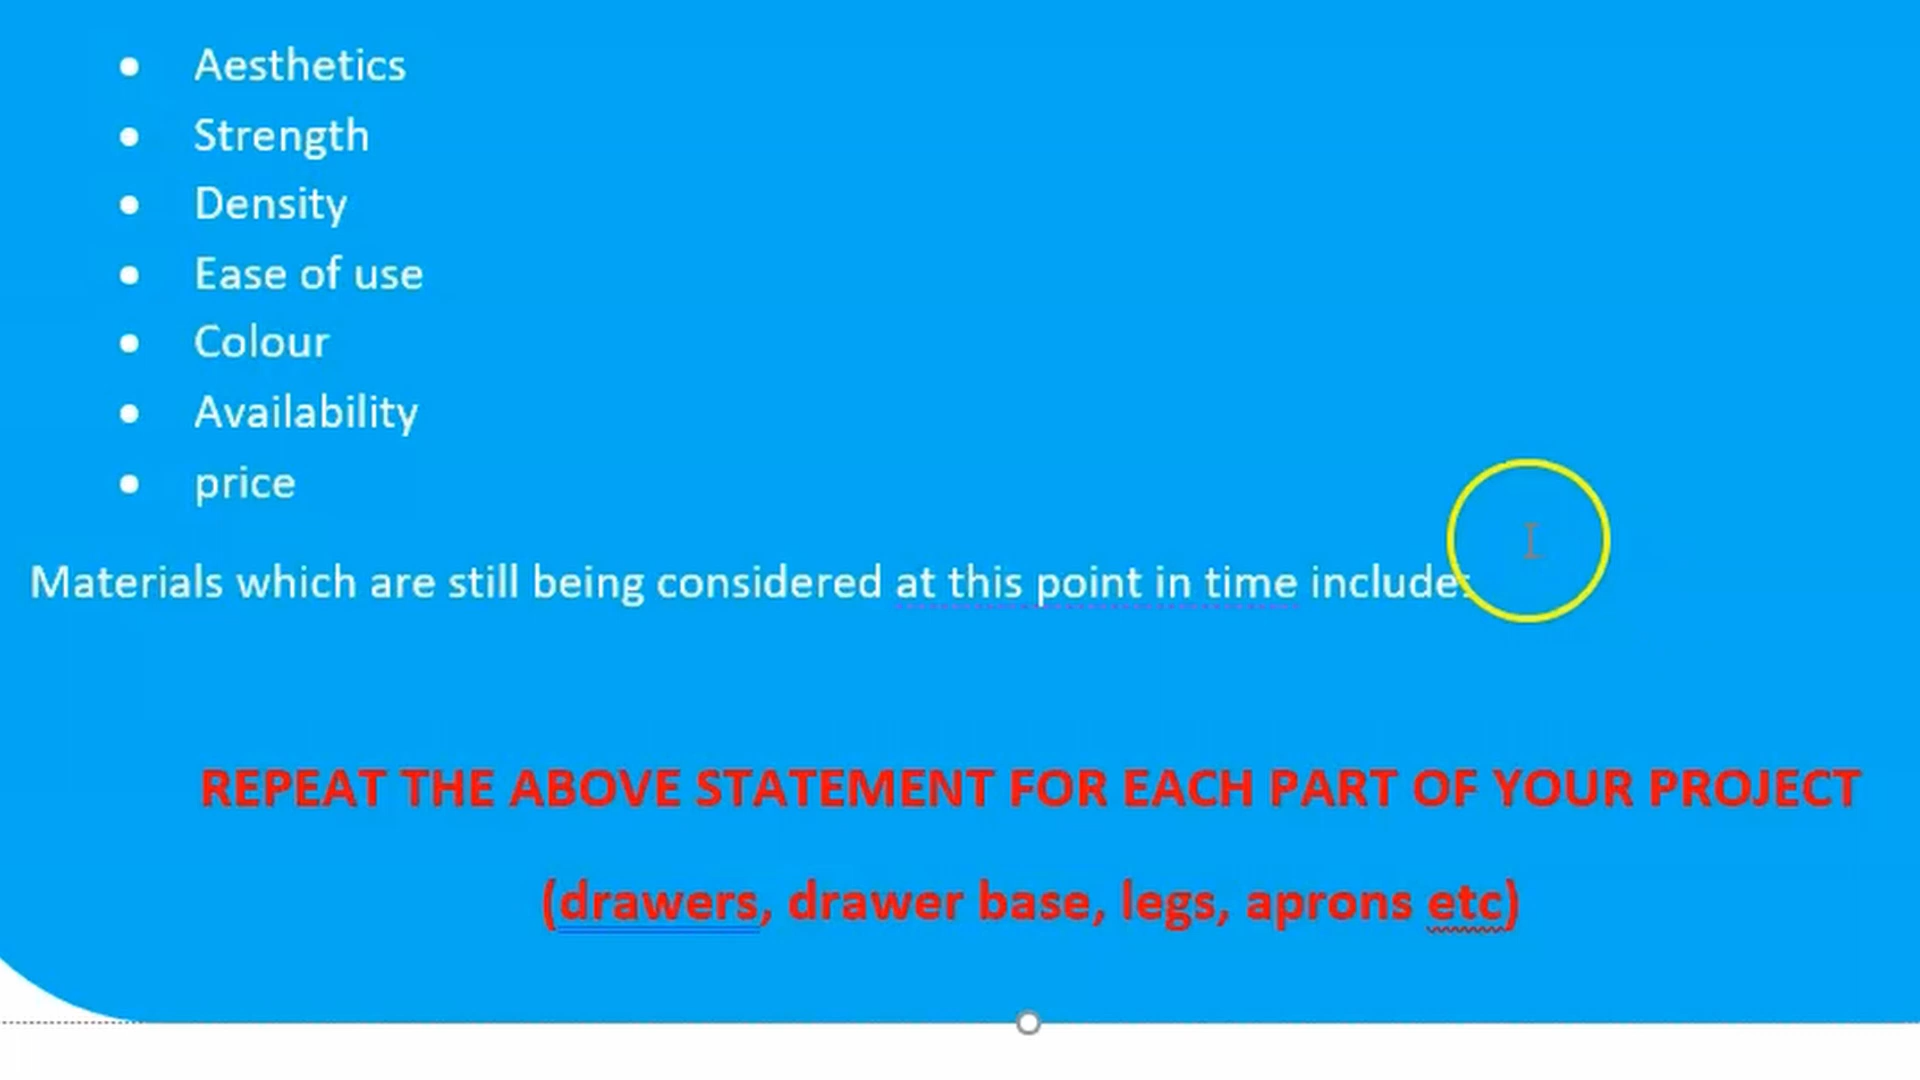 Aesthetics
Strength
Density
Ease of use
Colour
Availability
price
Materials which are still being considered at this point in time include:
REPEAT THE ABOVE STATEMENT FOR EACH PART OF YOUR PROJECT
(drawers, drawer base, legs, aprons etc)